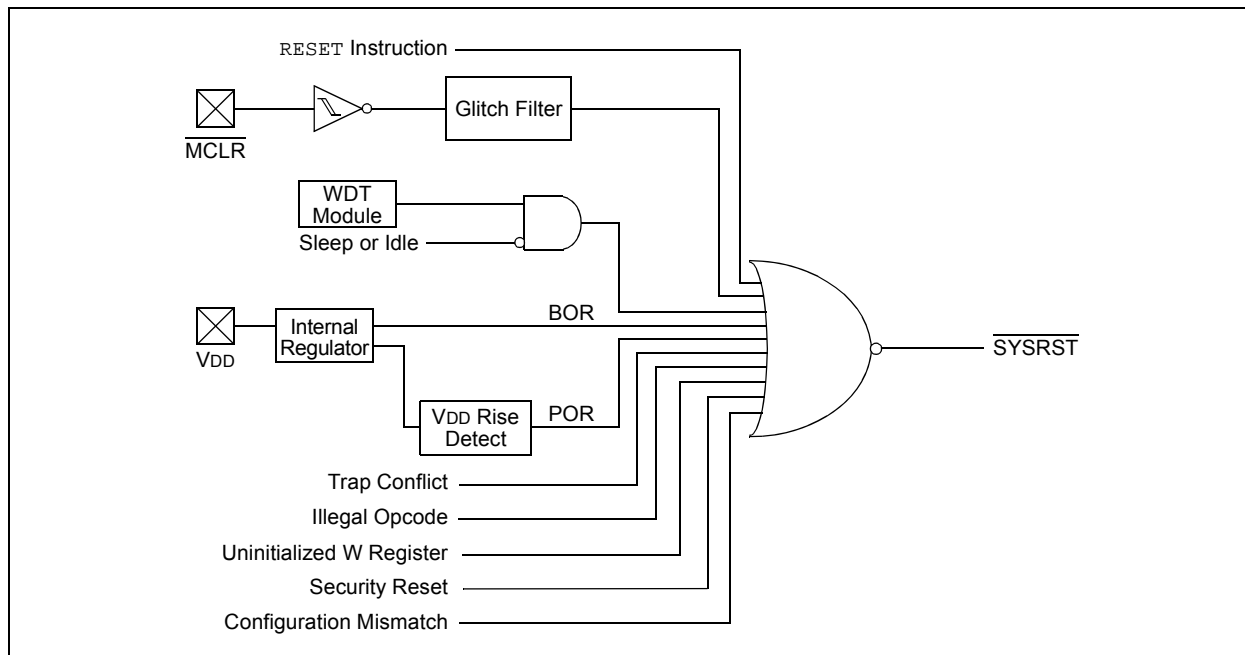 RESET Instruction
Glitch Filter
MCLR
WDT
Module
Sleep or Idle
BOR
Internal
Regulator
VDD
SYSRST
VDD Rise
Detect
POR
Trap Conflict
Illegal Opcode
Uninitialized W Register
Security Reset
Configuration Mismatch